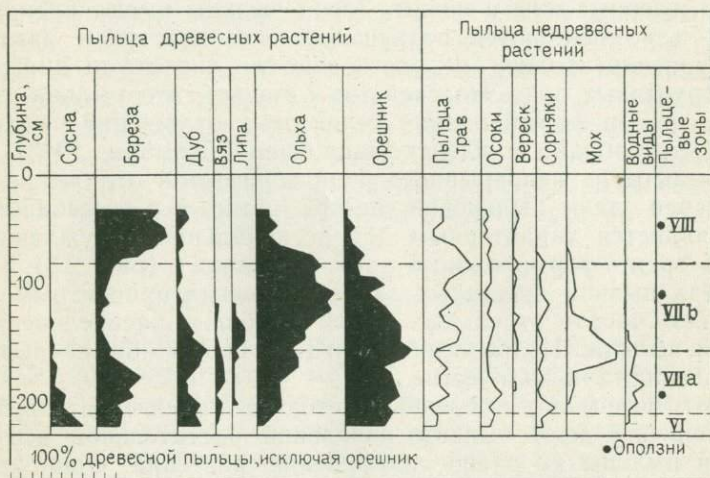 Пыльца древесных растений
Пыльца недревесных
растений
Глубина,
см
Сосна
Береза
Дуб
Вяз
Липа
Ольха
Орешник
Пыльца
трав
Осоки
Вереск
Сорняки
Мох
Водные
виды
Пыльце-
вые
зоны
0
100
200
VIII
VIIb
VIIa
VI
100% древесной пыльцы, исключая орешник
Оползни